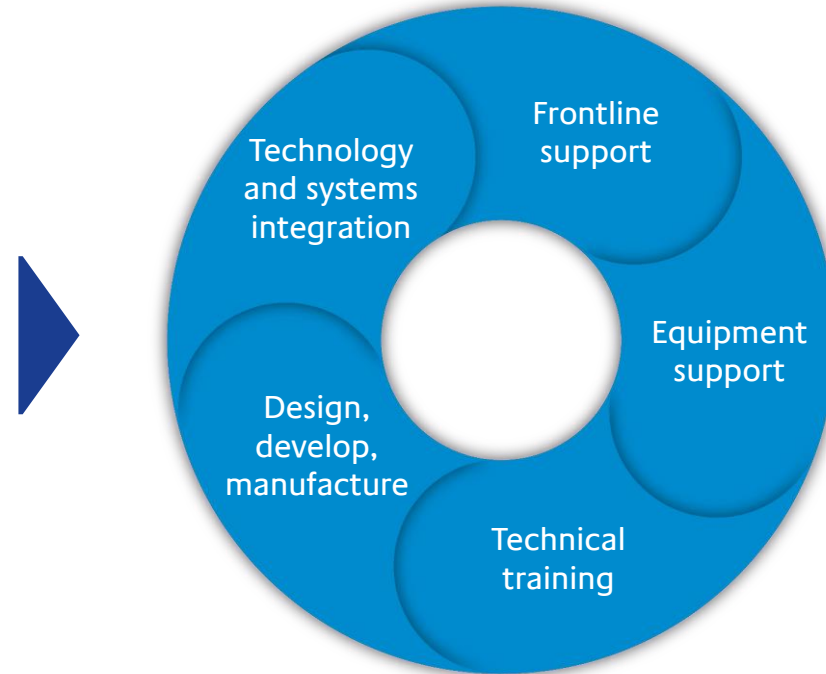 Frontline
support
Technology
and systems
integration
Equipment
support
Design,
develop,
manufacture
Technical
training